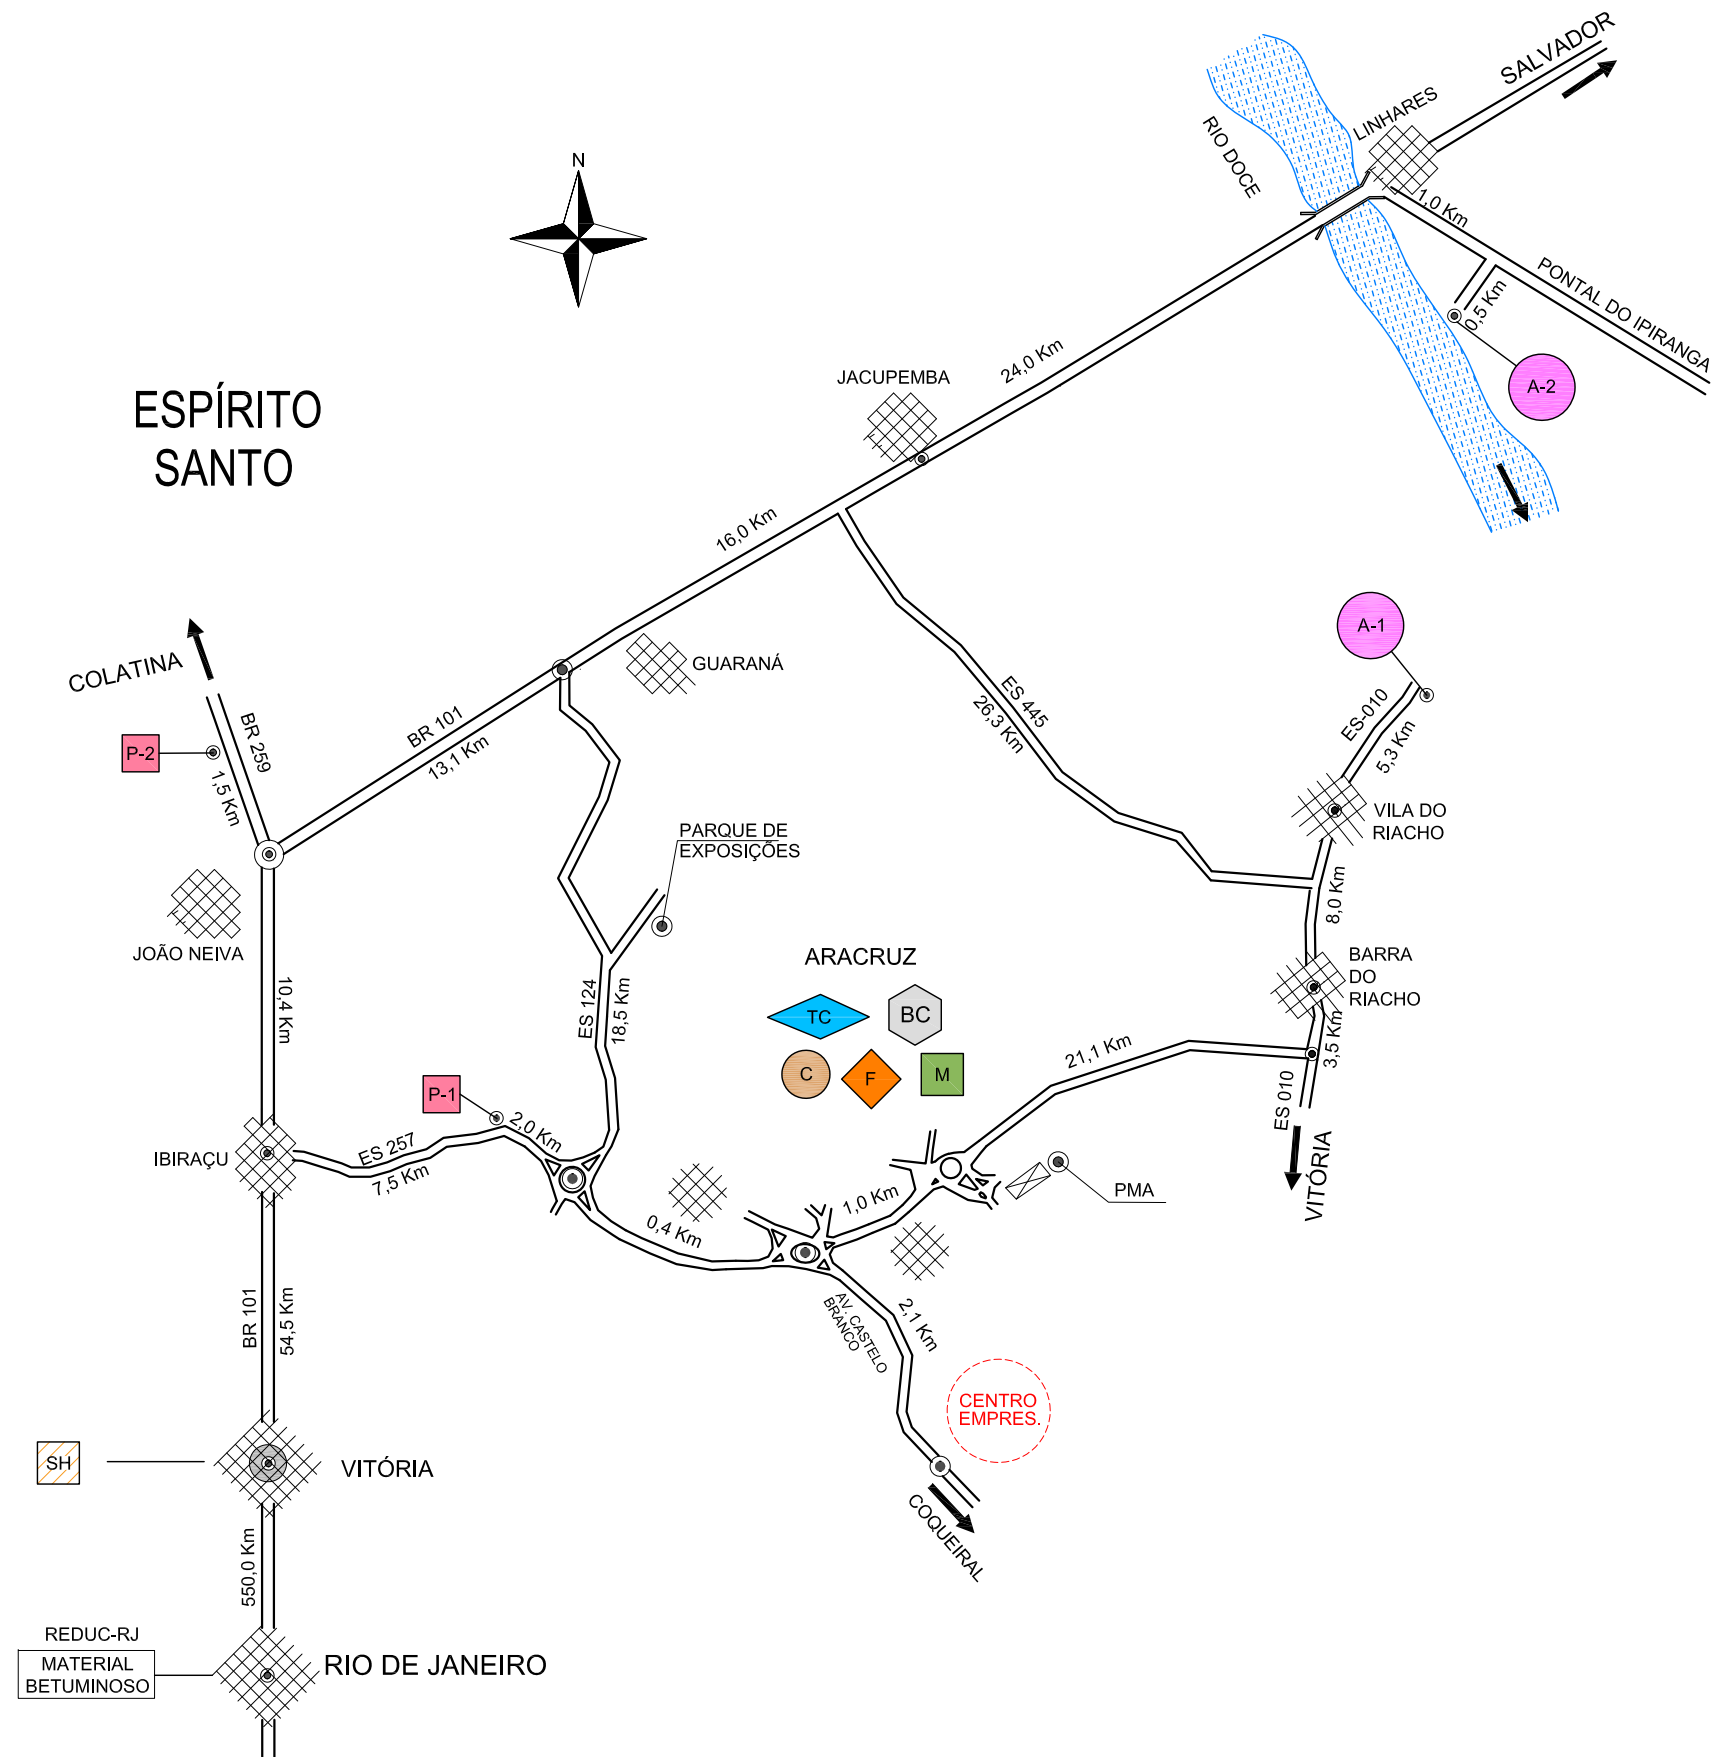 SALVADOR
LINHARES
RIO DOCE
N
1,0 Km
PONTAL DO IPIRANGA
0,5 Km
A-2
24,0 Km
JACUPEMBA
ESPÍRITO
SANTO
16,0 Km
A-1
COLATINA
GUARANÁ
BR 259
P-2
1,5 Km
BR 101
13,1 Km
ES 445
26,3 Km
ES-010
5,3 Km
VILA DO
RIACHO
PARQUE DE
EXPOSIÇÕES
8,0 Km
JOÃO NEIVA
ARACRUZ
BARRA
DO
RIACHO
10,4 Km
ES 124
18,5 Km
TC
BC
C
F
M
21,1 Km
3,5 Km
ES 010
P-1
2,0 Km
ES 257
7,5 Km
IBIRAÇU
VITÓRIA
PMA
1,0 Km
0,4 Km
BR 101
54,5 Km
AV. CASTELO
BRANCO
2,1 Km
CENTRO
EMPRES.
SH
VITÓRIA
COQUEIRAL
550,0 Km
REDUC-RJ
MATERIAL
BETUMINOSO
RIO DE JANEIRO